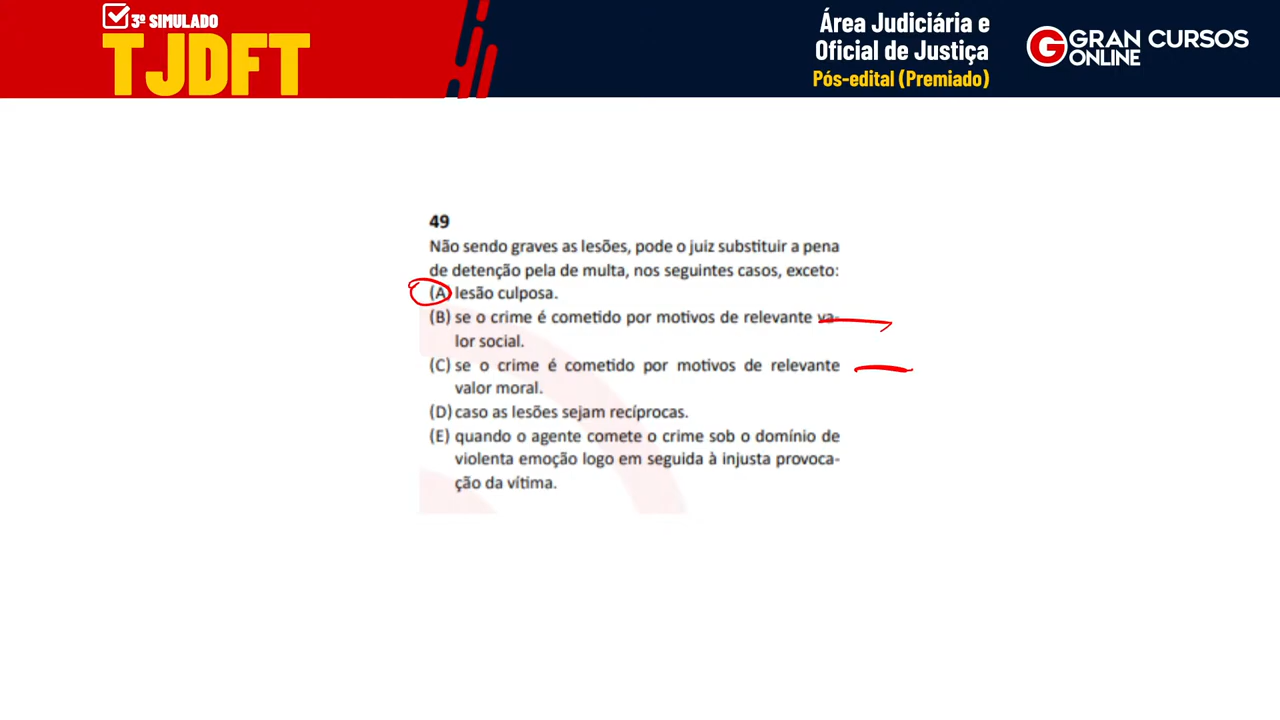 3º SIMULADO
TJDFT
Área Judiciária e
Oficial de Justiça
Pós-edital (Premiado)
G GRAN CURSOS
ONLINE
49
Não sendo graves as lesões, pode o juiz substituir a pena
de detenção pela de multa, nos seguintes casos, exceto:
(A) lesão culposa.
(B) se o crime é cometido por motivos de relevante va-
lor social.
(C) se o crime é cometido por motivos de relevante
valor moral.
(D) caso as lesões sejam recíprocas.
(E) quando o agente comete o crime sob o domínio de
violenta emoção logo em seguida à injusta provoca-
ção da vítima.